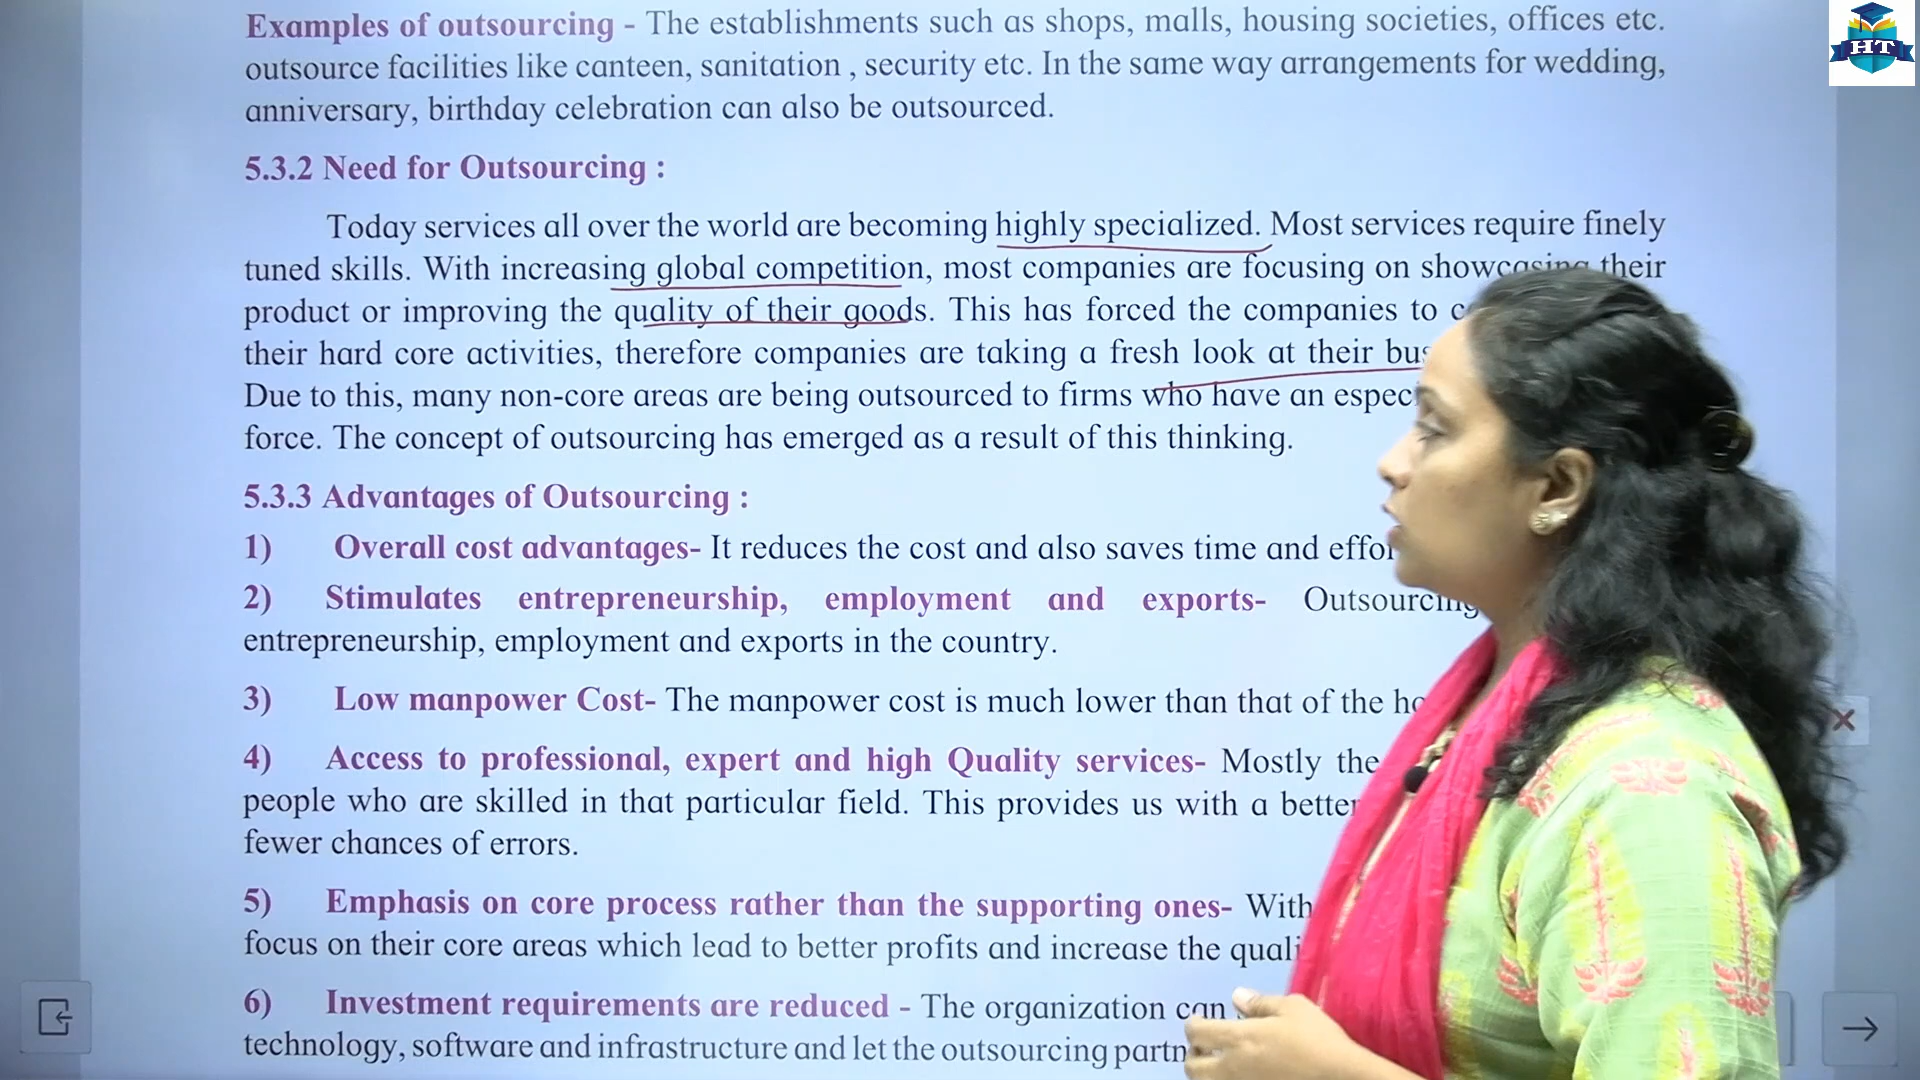 Examples of outsourcing - The establishments such as shops, malls, housing societies, offices etc.
outsource facilities like canteen, sanitation , security etc. In the same way arrangements for wedding,
anniversary, birthday celebration can also be outsourced.
HT
5.3.2 Need for Outsourcing :
Today services all over the world are becoming highly specialized. Most services require finely
tuned skills. With increasing global competition, most companies are focusing on showcasing their
product or improving the quality of their goods. This has forced the companies to
their hard core activities, therefore companies are taking a fresh look at their
Due to this, many non-core areas are being outsourced to firms who have an
force. The concept of outsourcing has emerged as a result of this thinking.
5.3.3 Advantages of Outsourcing :
1) Overall cost advantages- It reduces the cost and also saves time and
2) Stimulates entrepreneurship, employment and exports- Outsourcing
entrepreneurship, employment and exports in the country.
3) Low manpower Cost- The manpower cost is much lower than that of the
4) Access to professional, expert and high Quality services- Mostly the
people who are skilled in that particular field. This provides us with a better
fewer chances of errors.
5) Emphasis on core process rather than the supporting ones- With
focus on their core areas which lead to better profits and increase the
6) Investment requirements are reduced - The organization can
technology, software and infrastructure and let the outsourcing